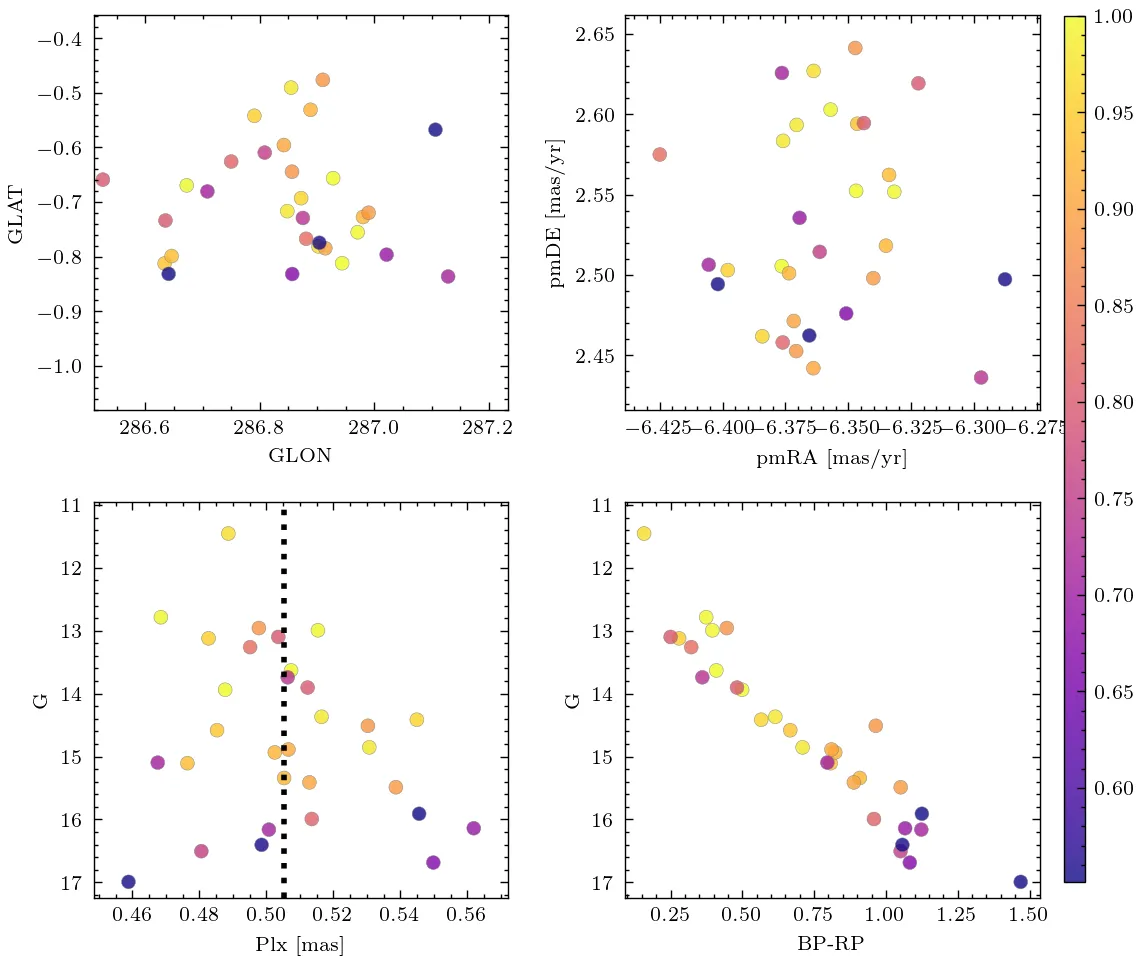 −0.4
−0.5
−0.6
−0.7
−0.8
−0.9
−1.0
GLAT
286.6 286.8 287.0 287.2
GLON
2.65
2.60
2.55
2.50
2.45
pmDE [mas/yr]
−6.425 −6.400 −6.375 −6.350 −6.325 −6.300 −6.275
pmRA [mas/yr]
1.00
0.95
0.90
0.85
0.80
0.75
0.70
0.65
0.60
11
12
13
14
15
16
17
G
0.46 0.48 0.50 0.52 0.54 0.56
Plx [mas]
11
12
13
14
15
16
17
G
0.25 0.50 0.75 1.00 1.25 1.50
BP-RP